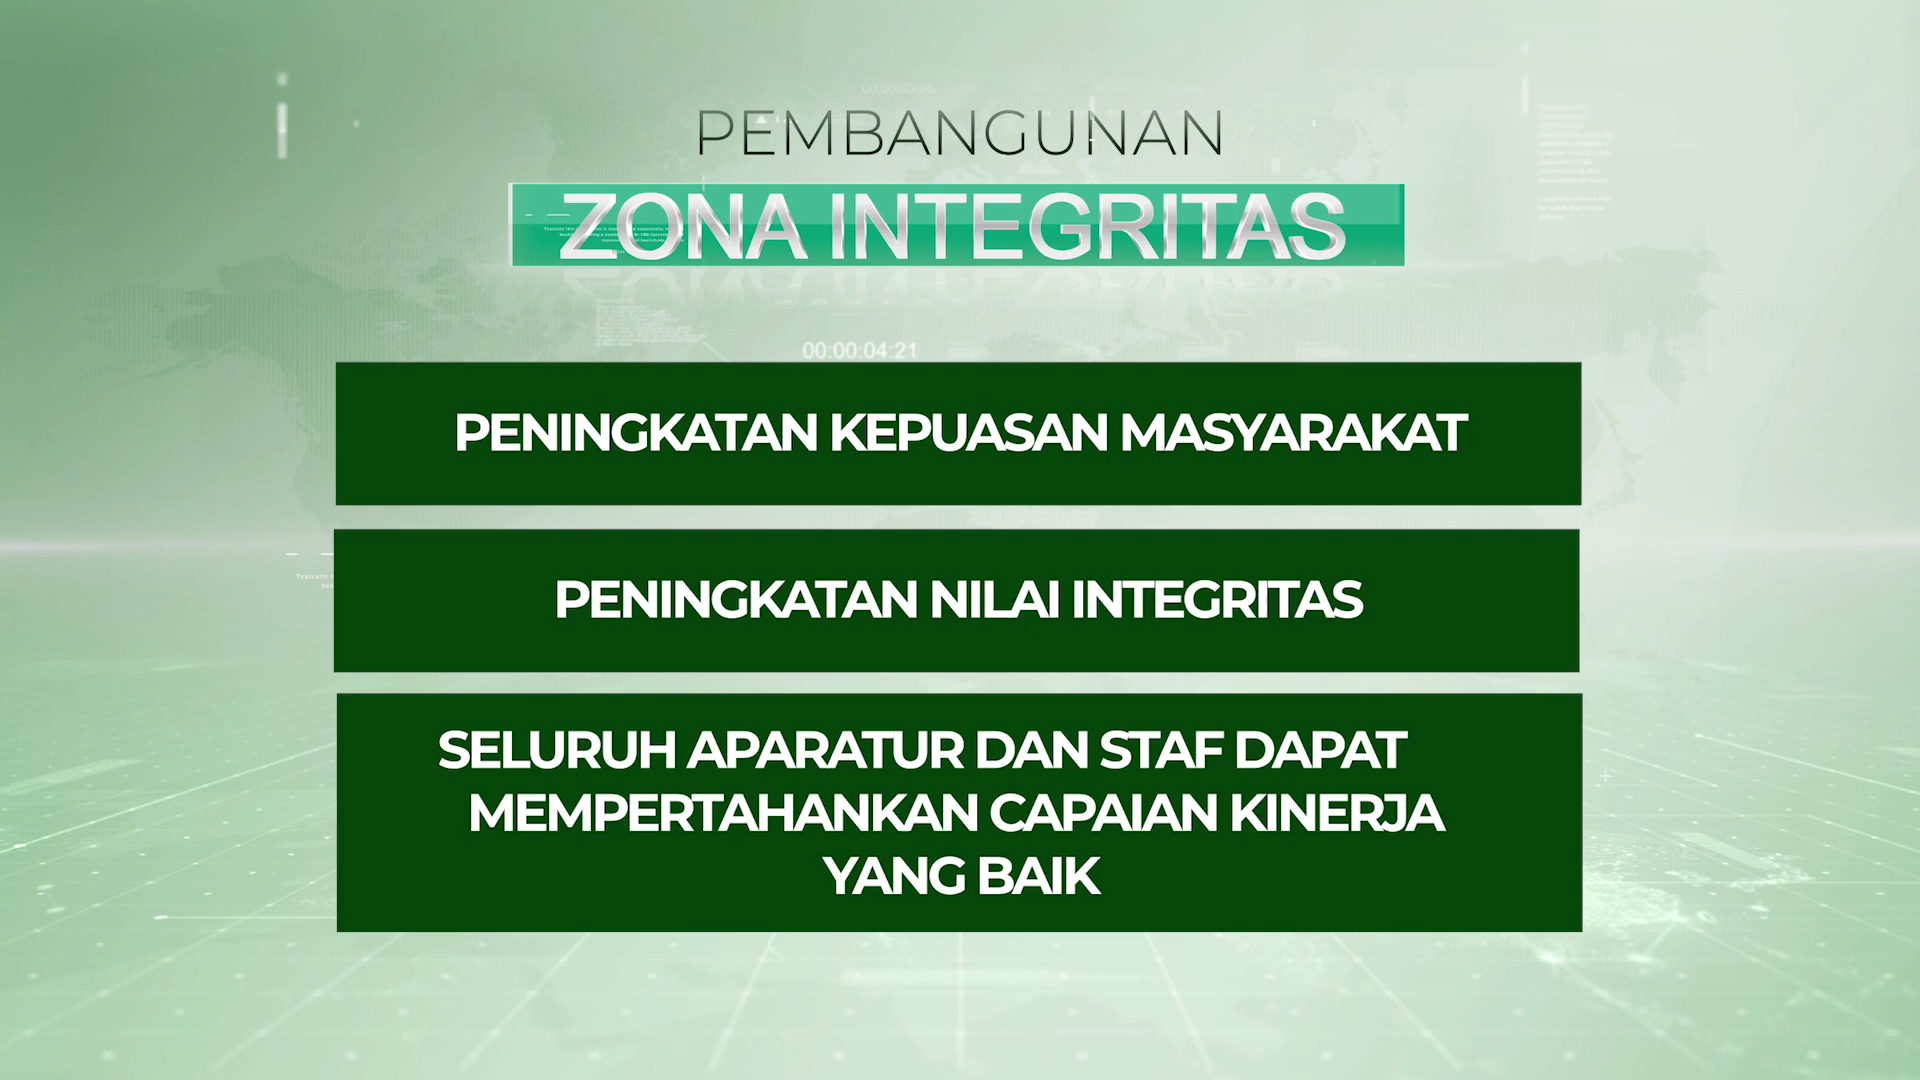 PEMBANGUNAN
ZONA INTEGRITAS
00:00:04:21
PENINGKATAN KEPUASAN MASYARAKAT
PENINGKATAN NILAI INTEGRITAS
SELURUH APARATUR DAN STAF DAPAT
MEMPERTAHANKAN CAPAIAN KINERJA
YANG BAIK